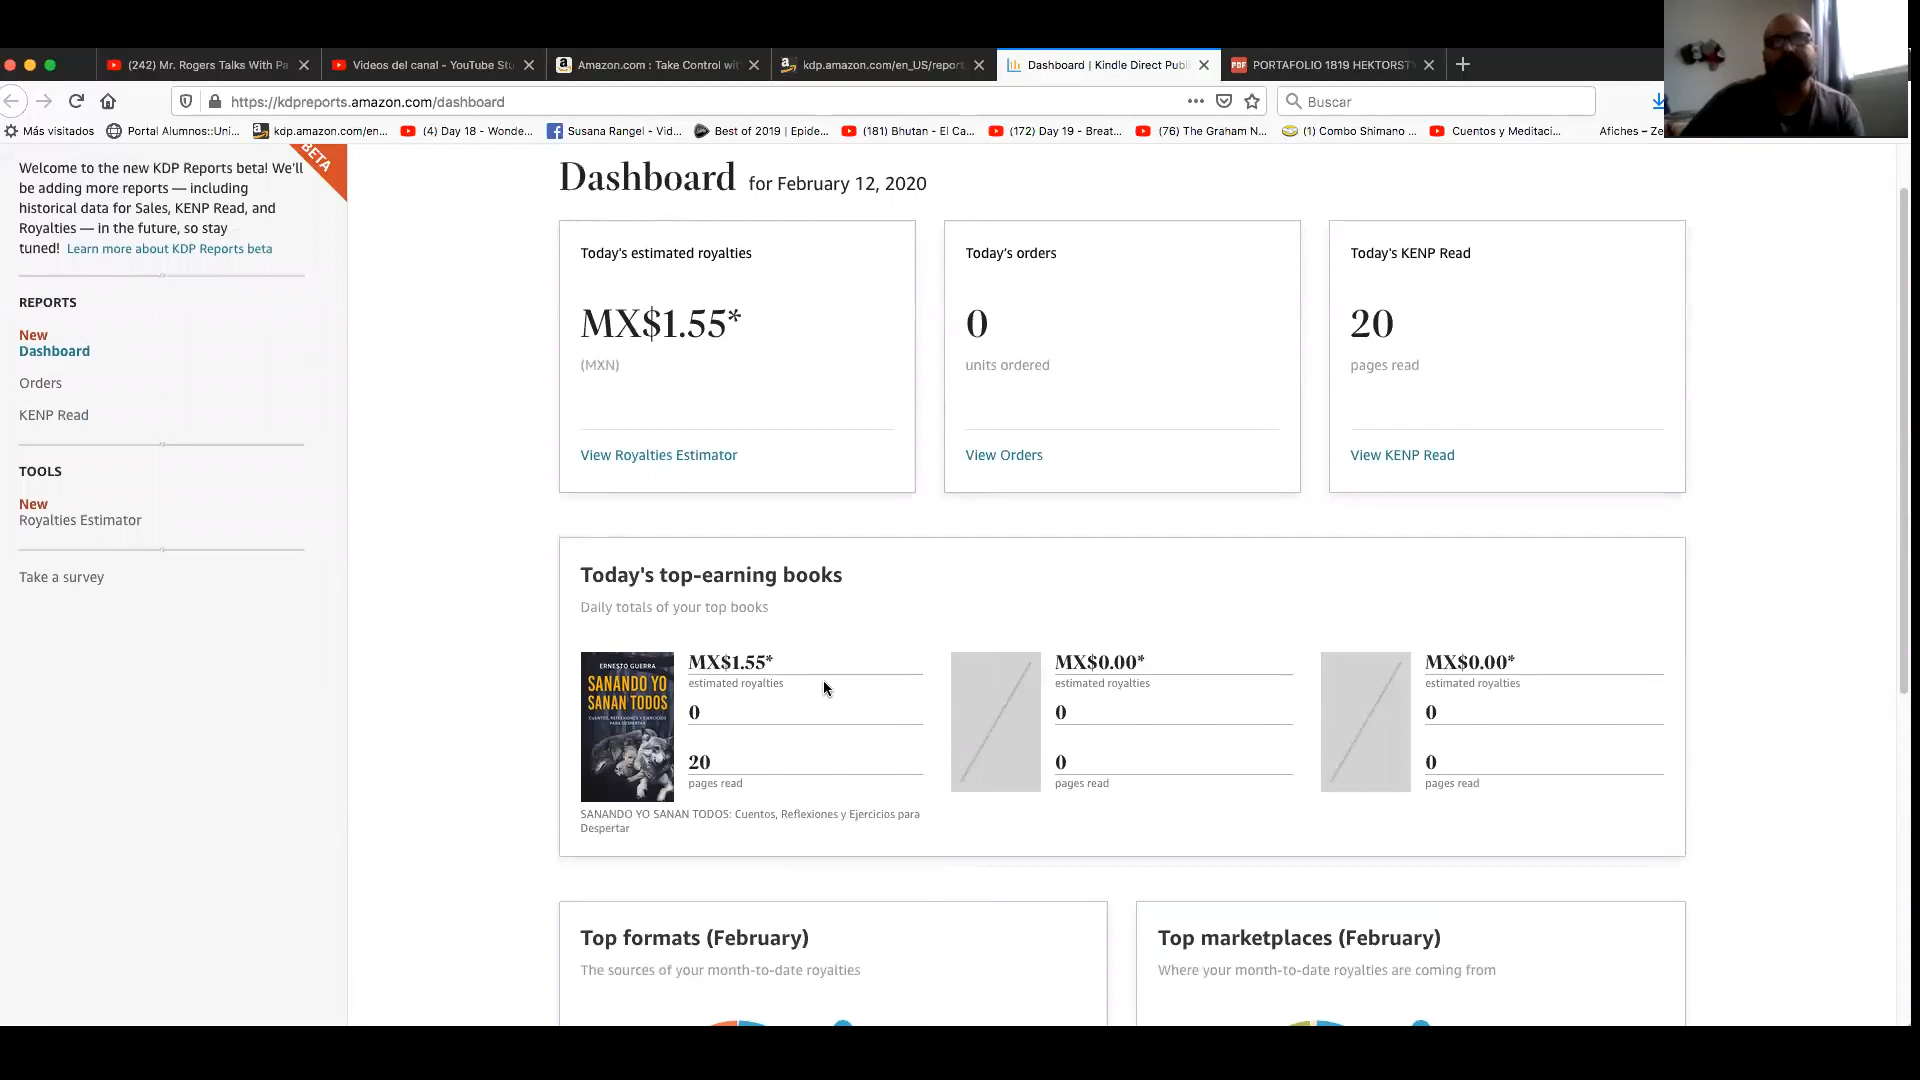 (242) Mr. Rogers Talks With Pa
Videos del canal - YouTube Stu
Amazon.com : Take Control wit
kdp.amazon.com/en_US/report
Dashboard | Kindle Direct Publi
PORTAFOLIO 1819 HEKTORST
https://kdpreports.amazon.com/dashboard
Buscar
Más visitados
Portal Alumnos::Uni...
kdp.amazon.com/en...
(4) Day 18 - Wonde...
Susana Rangel - Vid...
Best of 2019 | Epide...
(181) Bhutan - El Ca...
(172) Day 19 - Breat...
(76) The Graham N...
(1) Combo Shimano ...
Cuentos y Meditaci...
Afiches – Ze
BETA
Welcome to the new KDP Reports beta! We'll
be adding more reports — including
historical data for Sales, KENP Read, and
Royalties — in the future, so stay
tuned! Learn more about KDP Reports beta
REPORTS
New
Dashboard
Orders
KENP Read
TOOLS
New
Royalties Estimator
Take a survey
Dashboard for February 12, 2020
Today's estimated royalties
MX$1.55*
(MXN)
View Royalties Estimator
Today's orders
0
units ordered
View Orders
Today's KENP Read
20
pages read
View KENP Read
Today's top-earning books
Daily totals of your top books
ERNESTO GUERRA
SANANDO YO
SANAN TODOS
CUENTOS, REFLEXIONES Y EJERCICIOS
PARA DESPERTAR
MX$1.55*
estimated royalties
0
20
pages read
SANANDO YO SANAN TODOS: Cuentos, Reflexiones y Ejercicios para
Despertar
MX$0.00*
estimated royalties
0
0
pages read
MX$0.00*
estimated royalties
0
0
pages read
Top formats (February)
The sources of your month-to-date royalties
Top marketplaces (February)
Where your month-to-date royalties are coming from